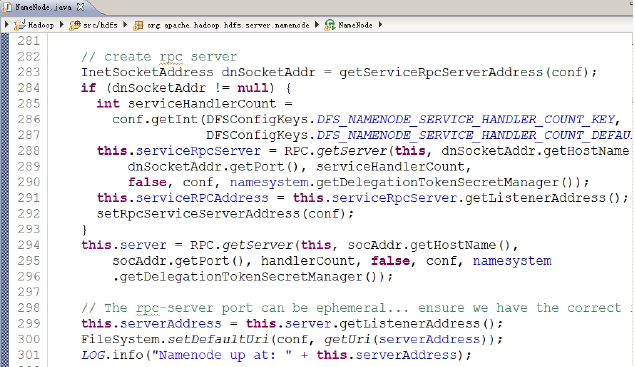 NameNode.java
Hadoop src/hdfs org.apache.hadoop.hdfs.server.namenode NameNode
281
282 // create rpc server
283 InetSocketAddress dnSocketAddr = getServiceRpcServerAddress(conf);
284 if (dnSocketAddr != null) {
285 int serviceHandlerCount =
286 conf.getInt(DFSConfigKeys.DFS_NAMENODE_SERVICE_HANDLER_COUNT_KEY,
287 DFSConfigKeys.DFS_NAMENODE_SERVICE_HANDLER_COUNT_DEFAU
288 this.serviceRpcServer = RPC.getServer(this, dnSocketAddr.getHostName
289 dnSocketAddr.getPort(), serviceHandlerCount,
290 false, conf, namesystem.getDelegationTokenSecretManager());
291 this.serviceRPCAddress = this.serviceRpcServer.getListenerAddress();
292 setRpcServiceServerAddress(conf);
293 }
294 this.server = RPC.getServer(this, socAddr.getHostName(),
295 socAddr.getPort(), handlerCount, false, conf, namesystem
296 .getDelegationTokenSecretManager());
297
298 // The rpc-server port can be ephemeral... ensure we have the correct
299 this.serverAddress = this.server.getListenerAddress();
300 FileSystem.setDefaultUri(conf, getUri(serverAddress));
301 LOG.info("Namenode up at: " + this.serverAddress);